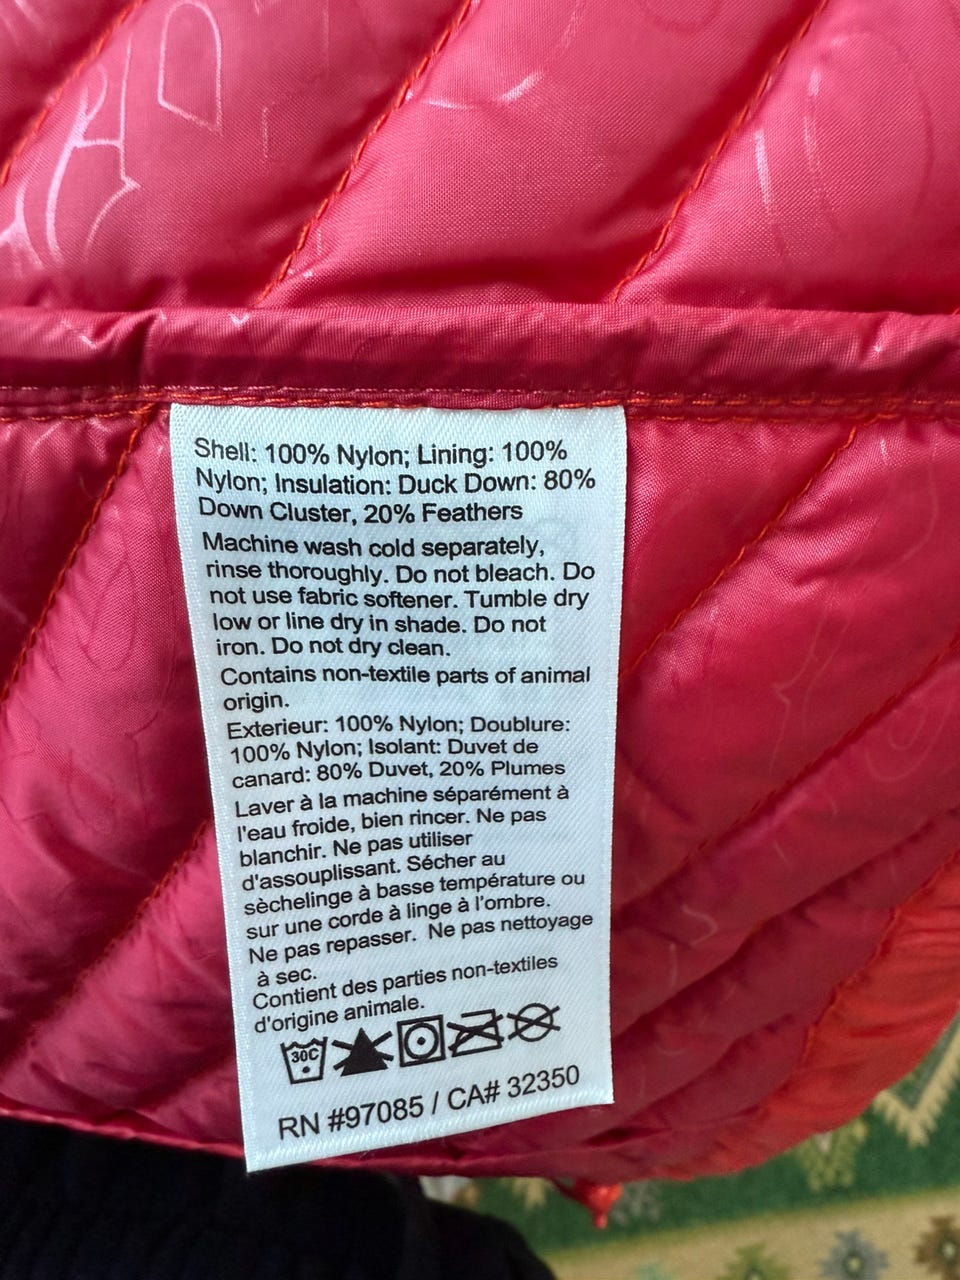 Shell: 100% Nylon; Lining: 100%
Nylon; Insulation: Duck Down: 80%
Down Cluster, 20% Feathers
Machine wash cold separately,
rinse thoroughly. Do not bleach. Do
not use fabric softener. Tumble dry
low or line dry in shade. Do not
iron. Do not dry clean.
Contains non-textile parts of animal
origin.
Exterieur: 100% Nylon; Doublure:
100% Nylon; Isolant: Duvet de
canard: 80% Duvet, 20% Plumes
Laver à la machine séparément à
l'eau froide, bien rincer. Ne pas
blanchir. Ne pas utiliser
d'assouplissant. Sécher au
sèchelinge à basse température ou
sur une corde à linge à l'ombre.
Ne pas repasser. Ne pas nettoyage
à sec.
Contient des parties non-textiles
d'origine animale.
30C
RN #97085 / CA# 32350